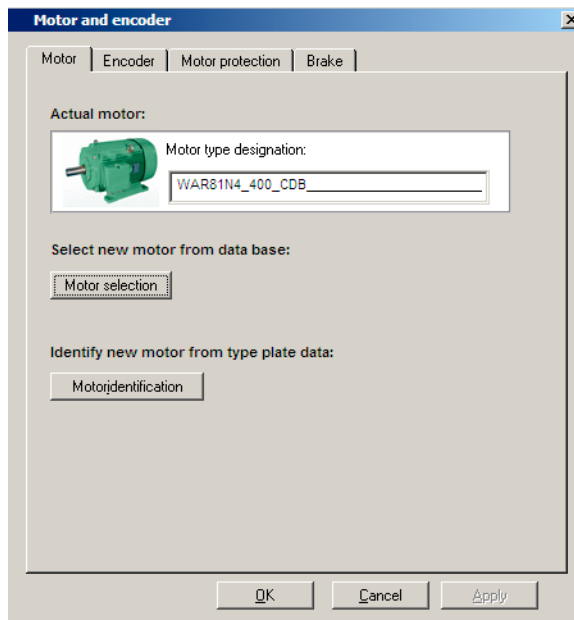 Motor and encoder
Motor Encoder Motor protection Brake
Actual motor:
Motor type designation:
WAR81N4_400_CDB____________________
Select new motor from data base:
Motor selection
Identify new motor from type plate data:
Motoridentification
OK Cancel Apply